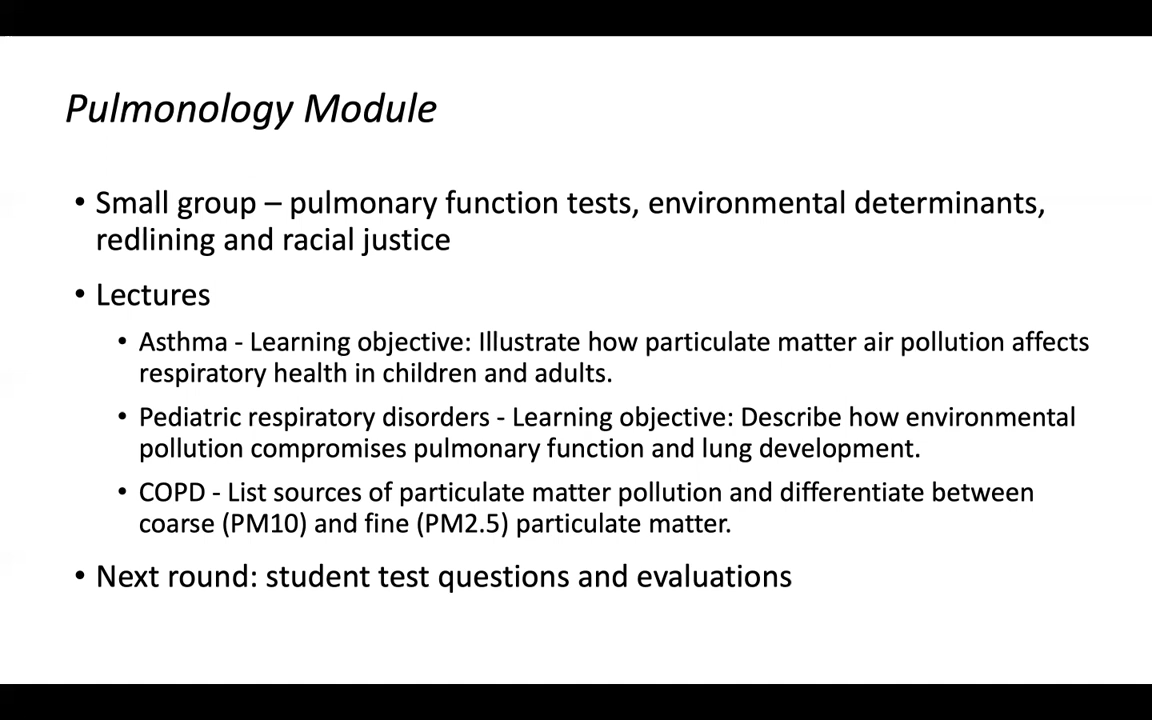 Pulmonology Module
• Small group – pulmonary function tests, environmental determinants,
redlining and racial justice
• Lectures
• Asthma - Learning objective: Illustrate how particulate matter air pollution affects
respiratory health in children and adults.
• Pediatric respiratory disorders - Learning objective: Describe how environmental
pollution compromises pulmonary function and lung development.
• COPD - List sources of particulate matter pollution and differentiate between
coarse (PM10) and fine (PM2.5) particulate matter.
• Next round: student test questions and evaluations